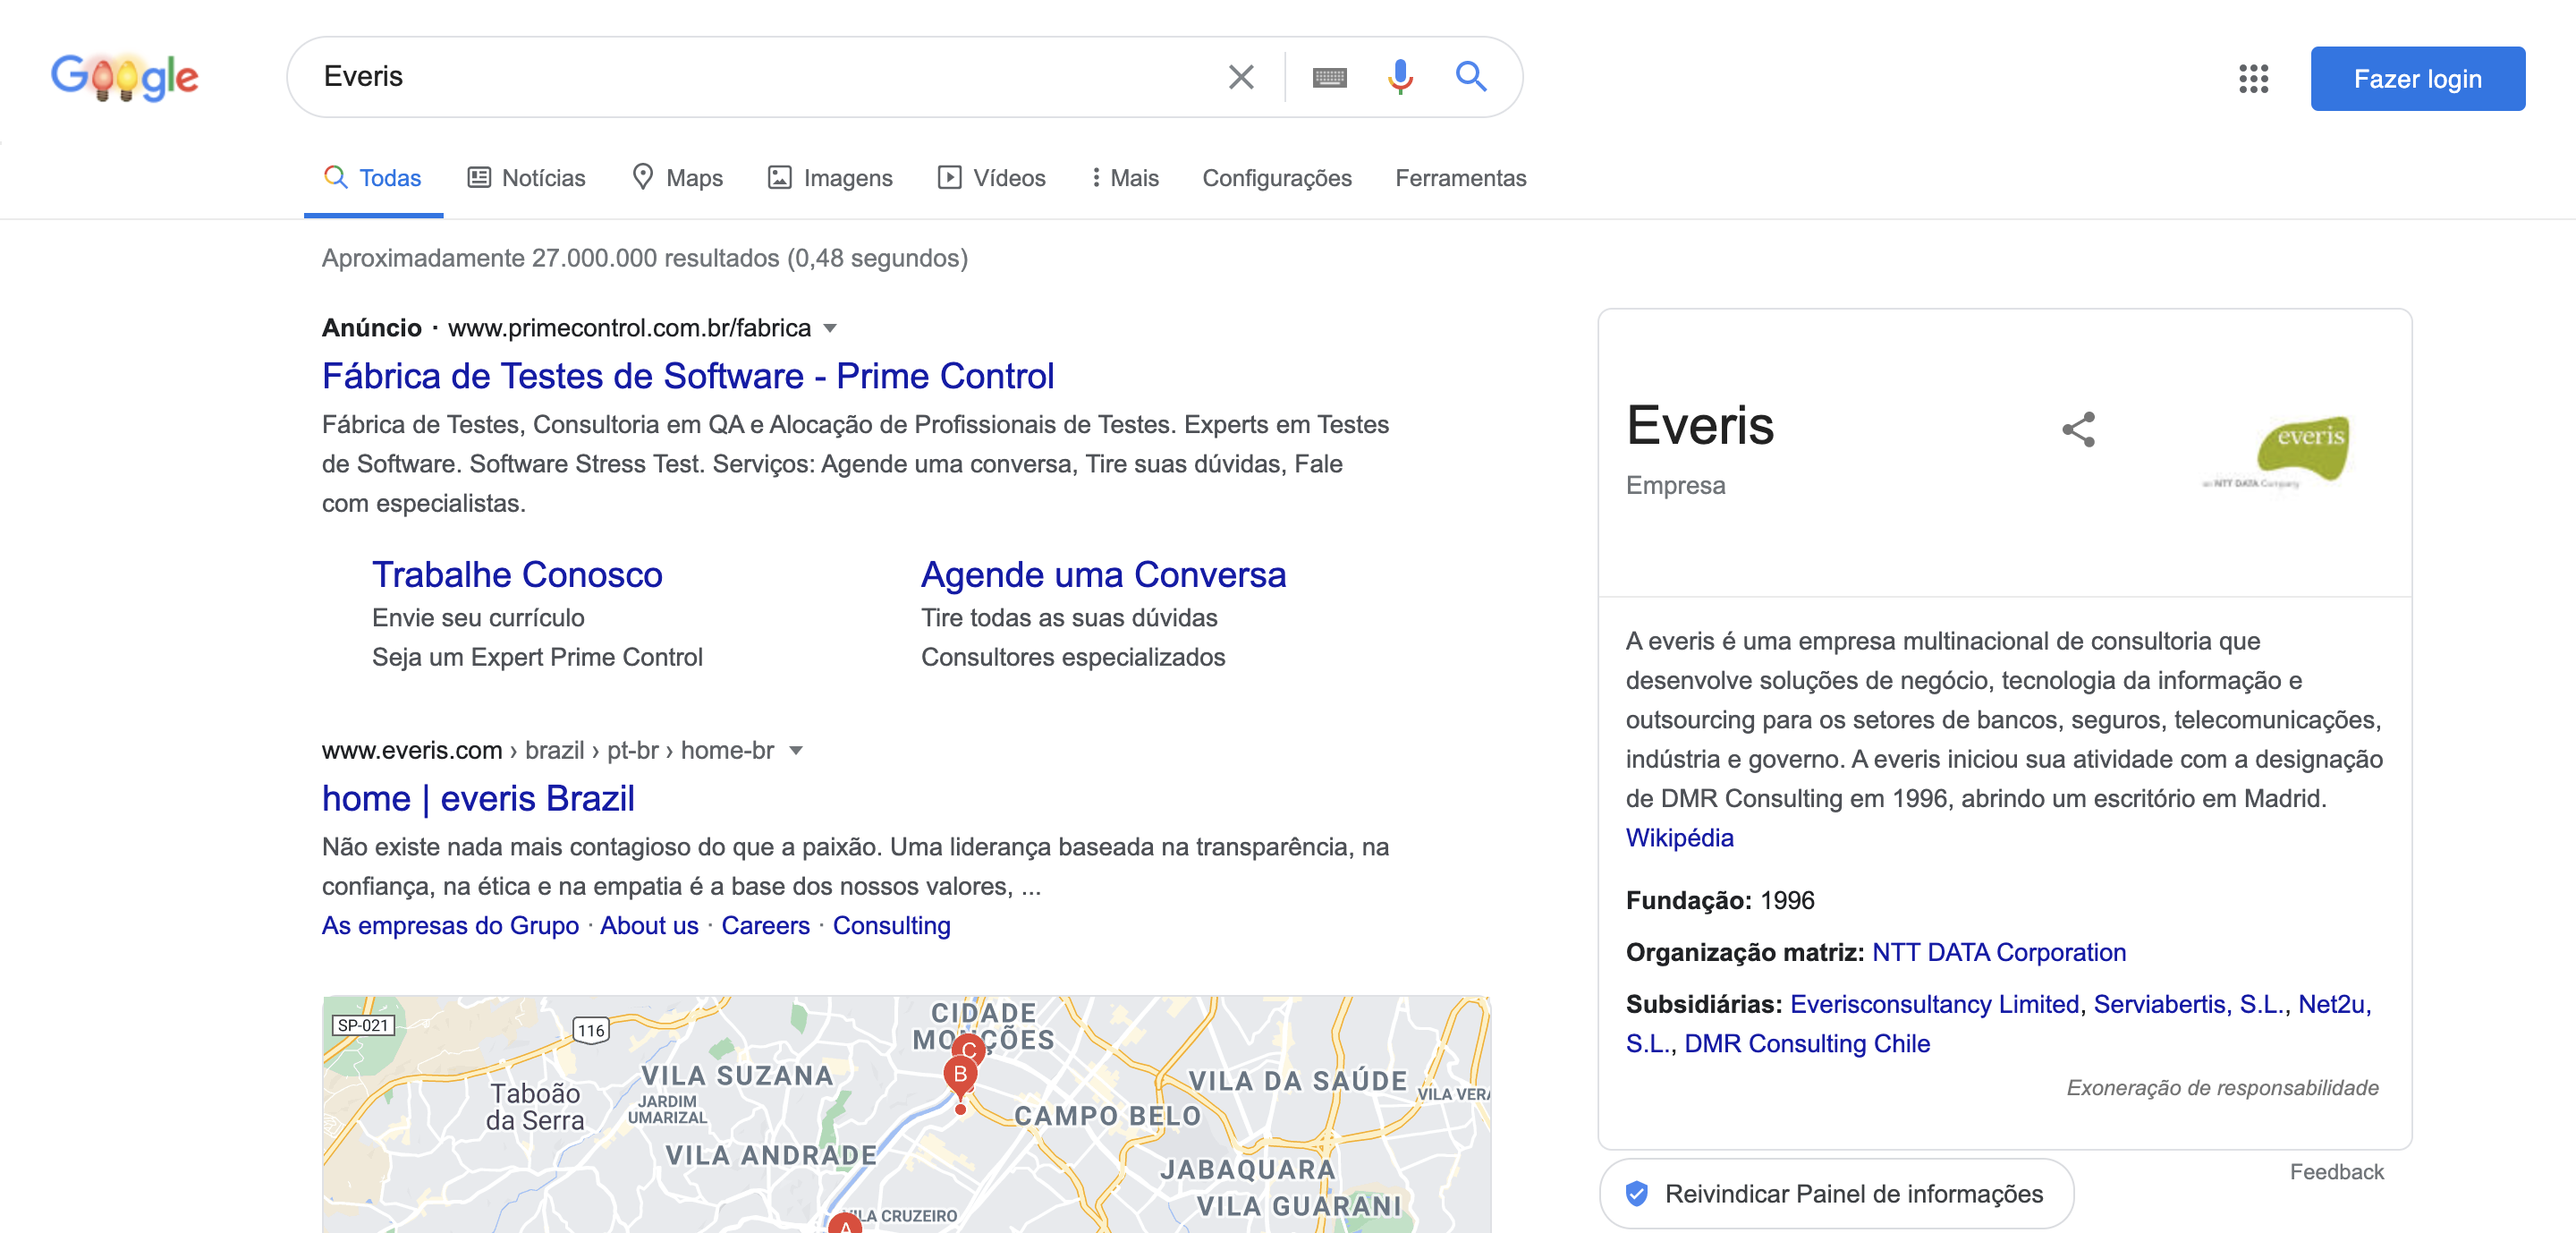 Google
Everis
Fazer login
Todas
Notícias
Maps
Imagens
Vídeos
Mais
Configurações
Ferramentas
Aproximadamente 27.000.000 resultados (0,48 segundos)
Anúncio · www.primecontrol.com.br/fabrica
Fábrica de Testes de Software - Prime Control
Fábrica de Testes, Consultoria em QA e Alocação de Profissionais de Testes. Experts em Testes
de Software. Software Stress Test. Serviços: Agende uma conversa, Tire suas dúvidas, Fale
com especialistas.
Trabalhe Conosco
Envie seu currículo
Seja um Expert Prime Control
Agende uma Conversa
Tire todas as suas dúvidas
Consultores especializados
www.everis.com › brazil › pt-br › home-br
home | everis Brazil
Não existe nada mais contagioso do que a paixão. Uma liderança baseada na transparência, na
confiança, na ética e na empatia é a base dos nossos valores, ...
As empresas do Grupo · About us · Careers · Consulting
SP-021
116
CIDADE
MONÇÕES
C
B
VILA SUZANA
Taboão
da Serra
JARDIM
UMARIZAL
VILA DA SAÚDE
VILA VERA
CAMPO BELO
VILA ANDRADE
JABAQUARA
VILA GUARANI
VILA CRUZEIRO
A
Everis
Empresa
everis
an NTT DATA Company
A everis é uma empresa multinacional de consultoria que
desenvolve soluções de negócio, tecnologia da informação e
outsourcing para os setores de bancos, seguros, telecomunicações,
indústria e governo. A everis iniciou sua atividade com a designação
de DMR Consulting em 1996, abrindo um escritório em Madrid.
Wikipédia
Fundação: 1996
Organização matriz: NTT DATA Corporation
Subsidiárias: Everisconsultancy Limited, Serviabertis, S.L., Net2u,
S.L., DMR Consulting Chile
Exoneração de responsabilidade
Feedback
Reivindicar Painel de informações